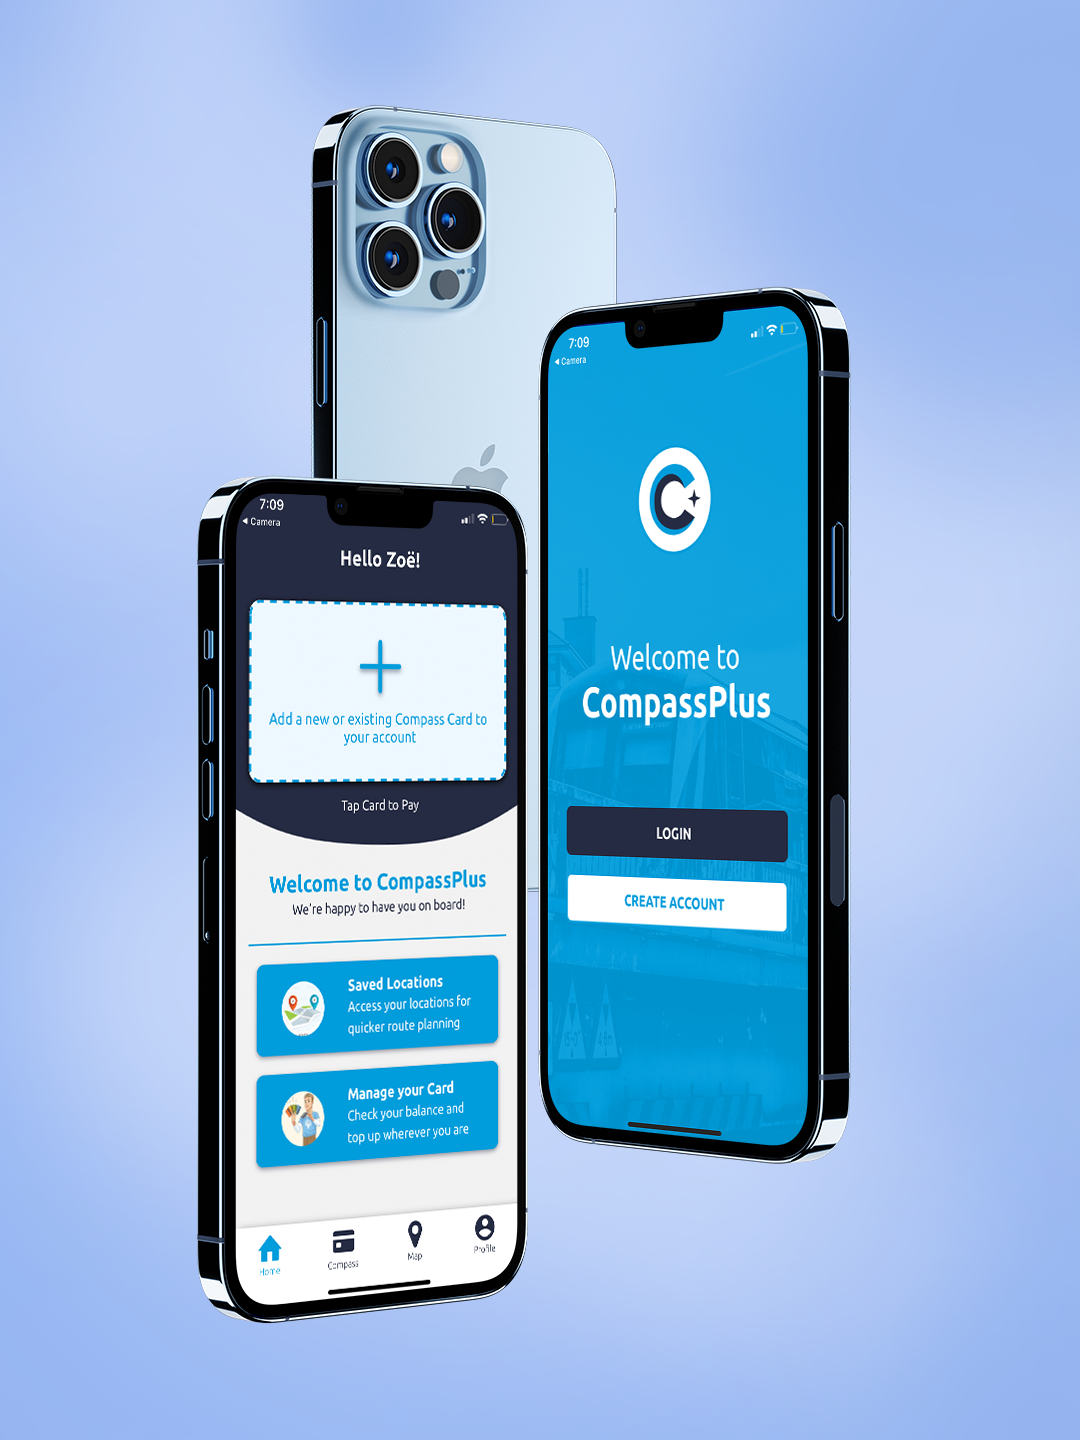 7:09
◀ Camera
Welcome to
CompassPlus
LOGIN
CREATE ACCOUNT
7:09
◀ Camera
Hello Zoë!
Add a new or existing Compass Card to
your account
Tap Card to Pay
Welcome to CompassPlus
We're happy to have you on board!
Saved Locations
Access your locations for
quicker route planning
Manage your Card
Check your balance and
top up wherever you are
Home
Compass
Map
Profile